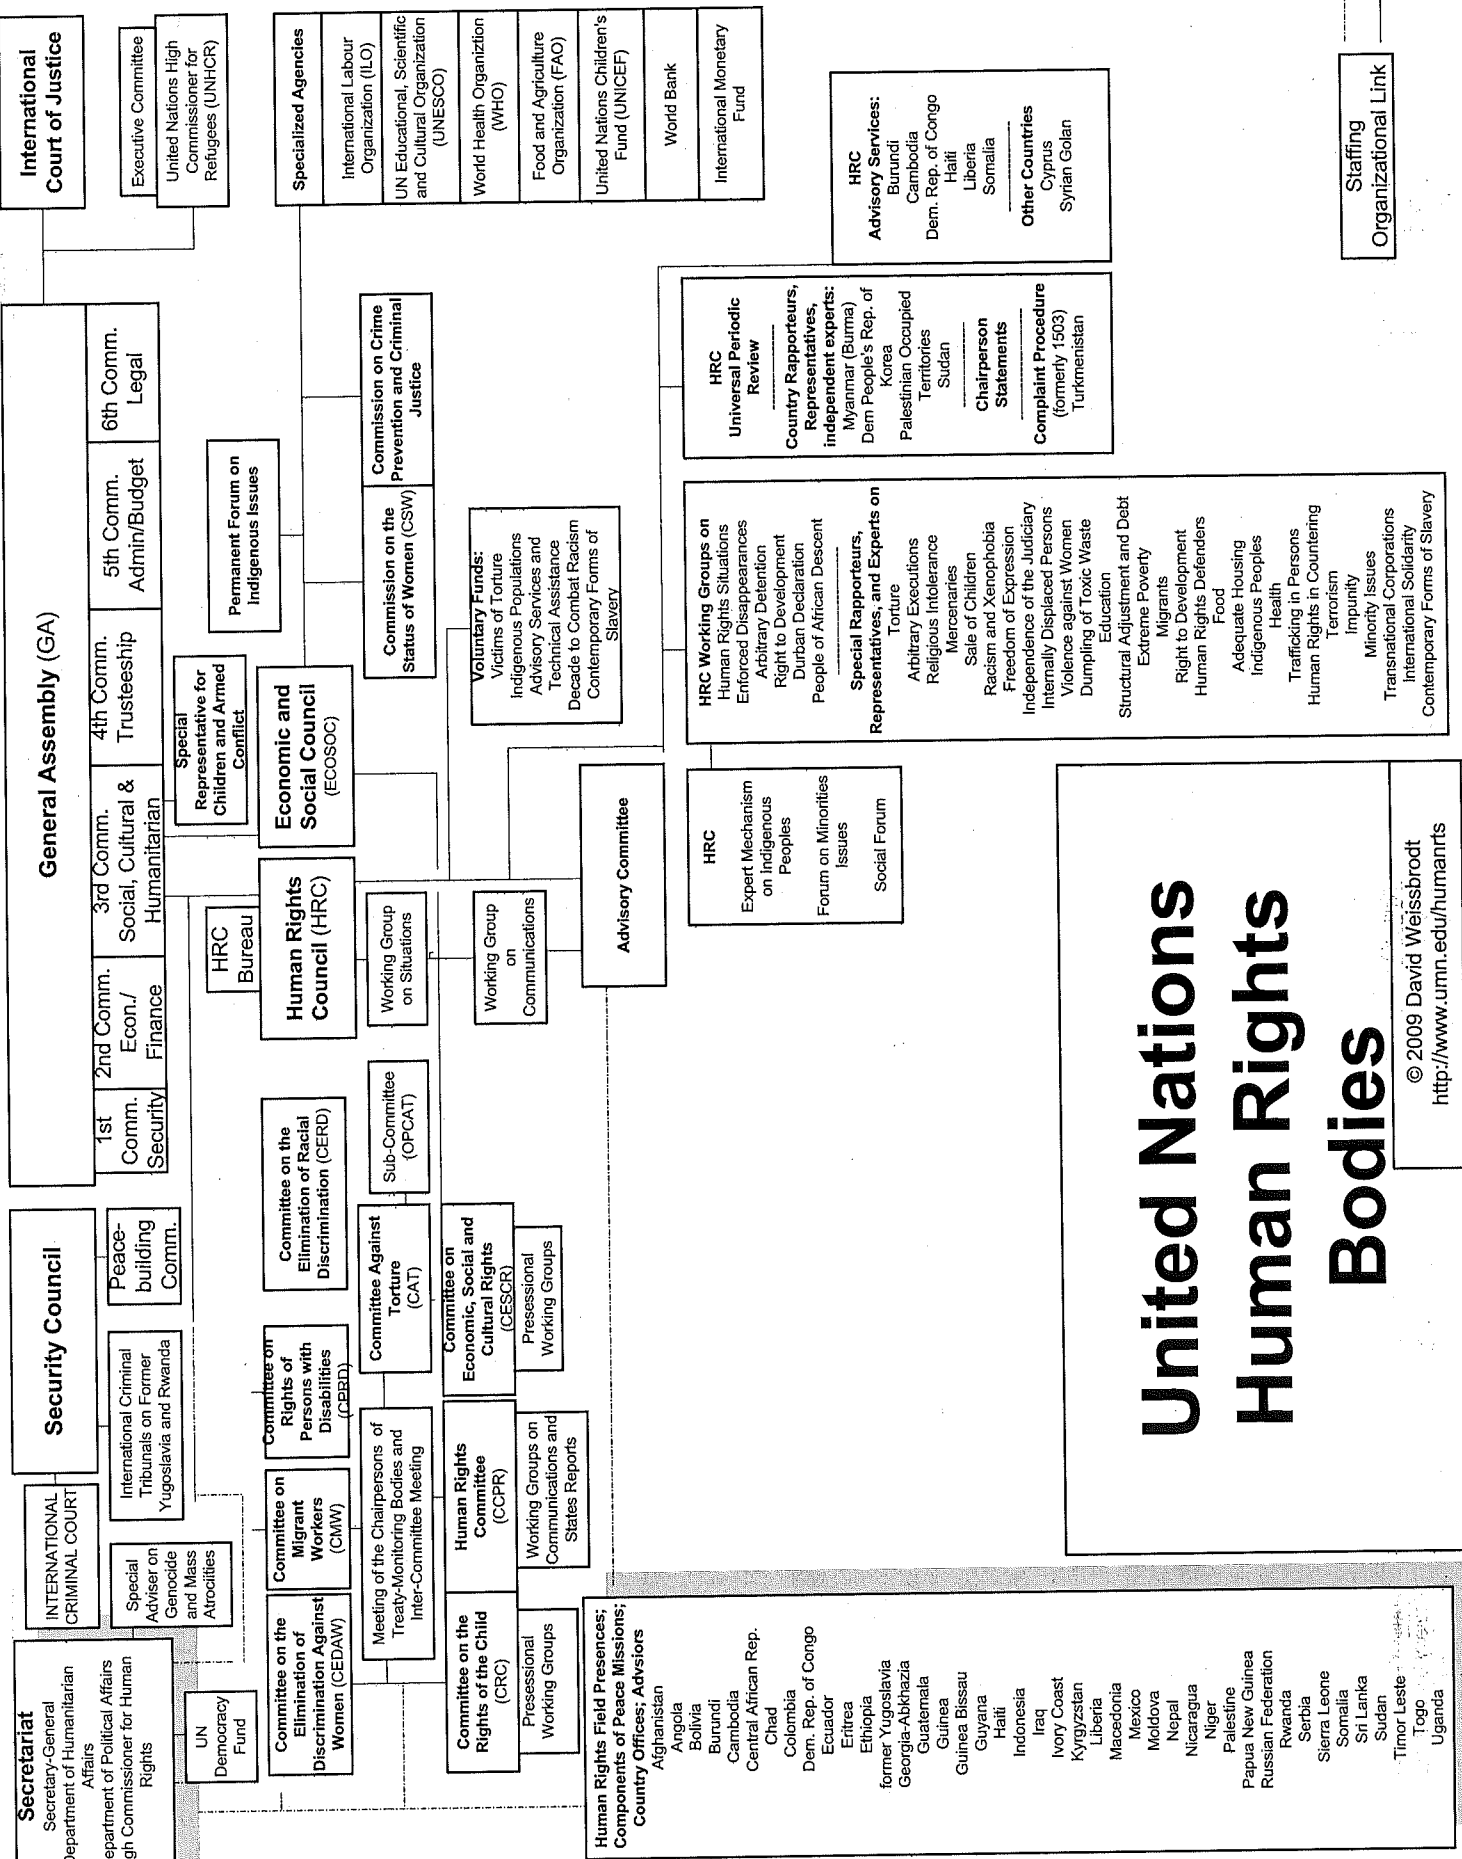 Secretariat
Secretary-General
Department of Humanitarian
Affairs
epartment of Political Affairs
gh Commissioner for Human
Rights
INTERNATIONAL
CRIMINAL COURT
Special
Adviser on
Genocide
and Mass
Atrocities
UN
Democracy
Fund
Security Council
International Criminal
Tribunals on Former
Yugoslavia and Rwanda
Peace-
building
Comm.
General Assembly (GA)
1st
Comm.
Security
2nd Comm.
Econ./
Finance
3rd Comm.
Social, Cultural &
Humanitarian
4th Comm.
Trusteeship
5th Comm.
Admin/Budget
6th Comm.
Legal
International
Court of Justice
Executive Committee
United Nations High
Commissioner for
Refugees (UNHCR)
Special
Representative for
Children and Armed
Conflict
Permanent Forum on
Indigenous Issues
HRC
Bureau
Human Rights
Council (HRC)
Economic and
Social Council
(ECOSOC)
Specialized Agencies
International Labour
Organization (ILO)
UN Educational, Scientific
and Cultural Organization
(UNESCO)
World Health Organiztion
(WHO)
Food and Agriculture
Organization (FAO)
United Nations Children's
Fund (UNICEF)
World Bank
International Monetary
Fund
Committee on the
Elimination of
Discrimination Against
Women (CEDAW)
Committee on
Migrant
Workers
(CMW)
Committee on
Rights of
Persons with
Disabilities
(CPRD)
Committee on the
Elimination of Racial
Discrimination (CERD)
Meeting of the Chairpersons of
Treaty-Monitoring Bodies and
Inter-Committee Meeting
Committee Against
Torture
(CAT)
Sub-Committee
(OPCAT)
Working Group
on Situations
Commission on the
Status of Women (CSW)
Commission on Crime
Prevention and Criminal
Justice
Committee on the
Rights of the Child
(CRC)
Presessional
Working Groups
Human Rights
Committee
(CCPR)
Working Groups on
Communications and
States Reports
Committee on
Economic, Social and
Cultural Rights
(CESCR)
Presessional
Working Groups
Working Group
on
Communications
Voluntary Funds:
Victims of Torture
Indigenous Populations
Advisory Services and
Technical Assistance
Decade to Combat Racism
Contemporary Forms of
Slavery
Advisory Committee
Human Rights Field Presences;
Components of Peace Missions;
Country Offices; Advsiors
Afghanistan
Angola
Bolivia
Burundi
Cambodia
Central African Rep.
Chad
Colombia
Dem. Rep. of Congo
Ecuador
Eritrea
Ethiopia
former Yugoslavia
Georgia-Abkhazia
Guatemala
Guinea
Guinea Bissau
Guyana
Haiti
Indonesia
Iraq
Ivory Coast
Kyrgyzstan
Liberia
Macedonia
Mexico
Moldova
Nepal
Nicaragua
Niger
Palestine
Papua New Guinea
Russian Federation
Rwanda
Serbia
Sierra Leone
Somalia
Sri Lanka
Sudan
Timor Leste
Togo
Uganda
HRC
Expert Mechanism
on Indigenous
Peoples
Forum on Minorities
Issues
Social Forum
HRC Working Groups on
Human Rights Situations
Enforced Disappearances
Arbitrary Detention
Right to Development
Durban Declaration
People of African Descent
Special Rapporteurs,
Representatives, and Experts on
Torture
Arbitrary Executions
Religious Intolerance
Mercenaries
Sale of Children
Racism and Xenophobia
Freedom of Expression
Independence of the Judiciary
Internally Displaced Persons
Violence against Women
Dumpling of Toxic Waste
Education
Structural Adjustment and Debt
Extreme Poverty
Migrants
Right to Development
Human Rights Defenders
Food
Adequate Housing
Indigenous Peoples
Health
Trafficking in Persons
Human Rights in Countering
Terrorism
Impunity
Minority Issues
Transnational Corporations
International Solidarity
Contemporary Forms of Slavery
HRC
Universal Periodic
Review
Country Rapporteurs,
Representatives,
independent experts:
Myanmar (Burma)
Dem People's Rep. of
Korea
Palestinian Occupied
Territories
Sudan
Chairperson
Statements
Complaint Procedure
(formerly 1503)
Turkmenistan
HRC
Advisory Services:
Burundi
Cambodia
Dem. Rep. of Congo
Haiti
Liberia
Somalia
Other Countries
Cyprus
Syrian Golan
United Nations
Human Rights
Bodies
© 2009 David Weissbrodt
http://www.umn.edu/humanrts
Staffing
Organizational Link